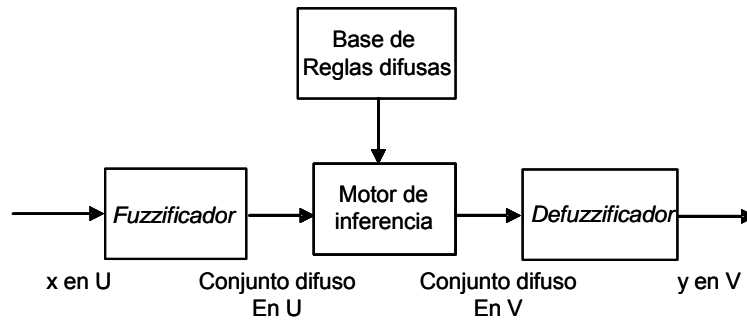 Base de
Reglas difusas
Fuzzificador
Motor de
inferencia
Defuzzificador
x en U
Conjunto difuso
En U
Conjunto difuso
En V
y en V